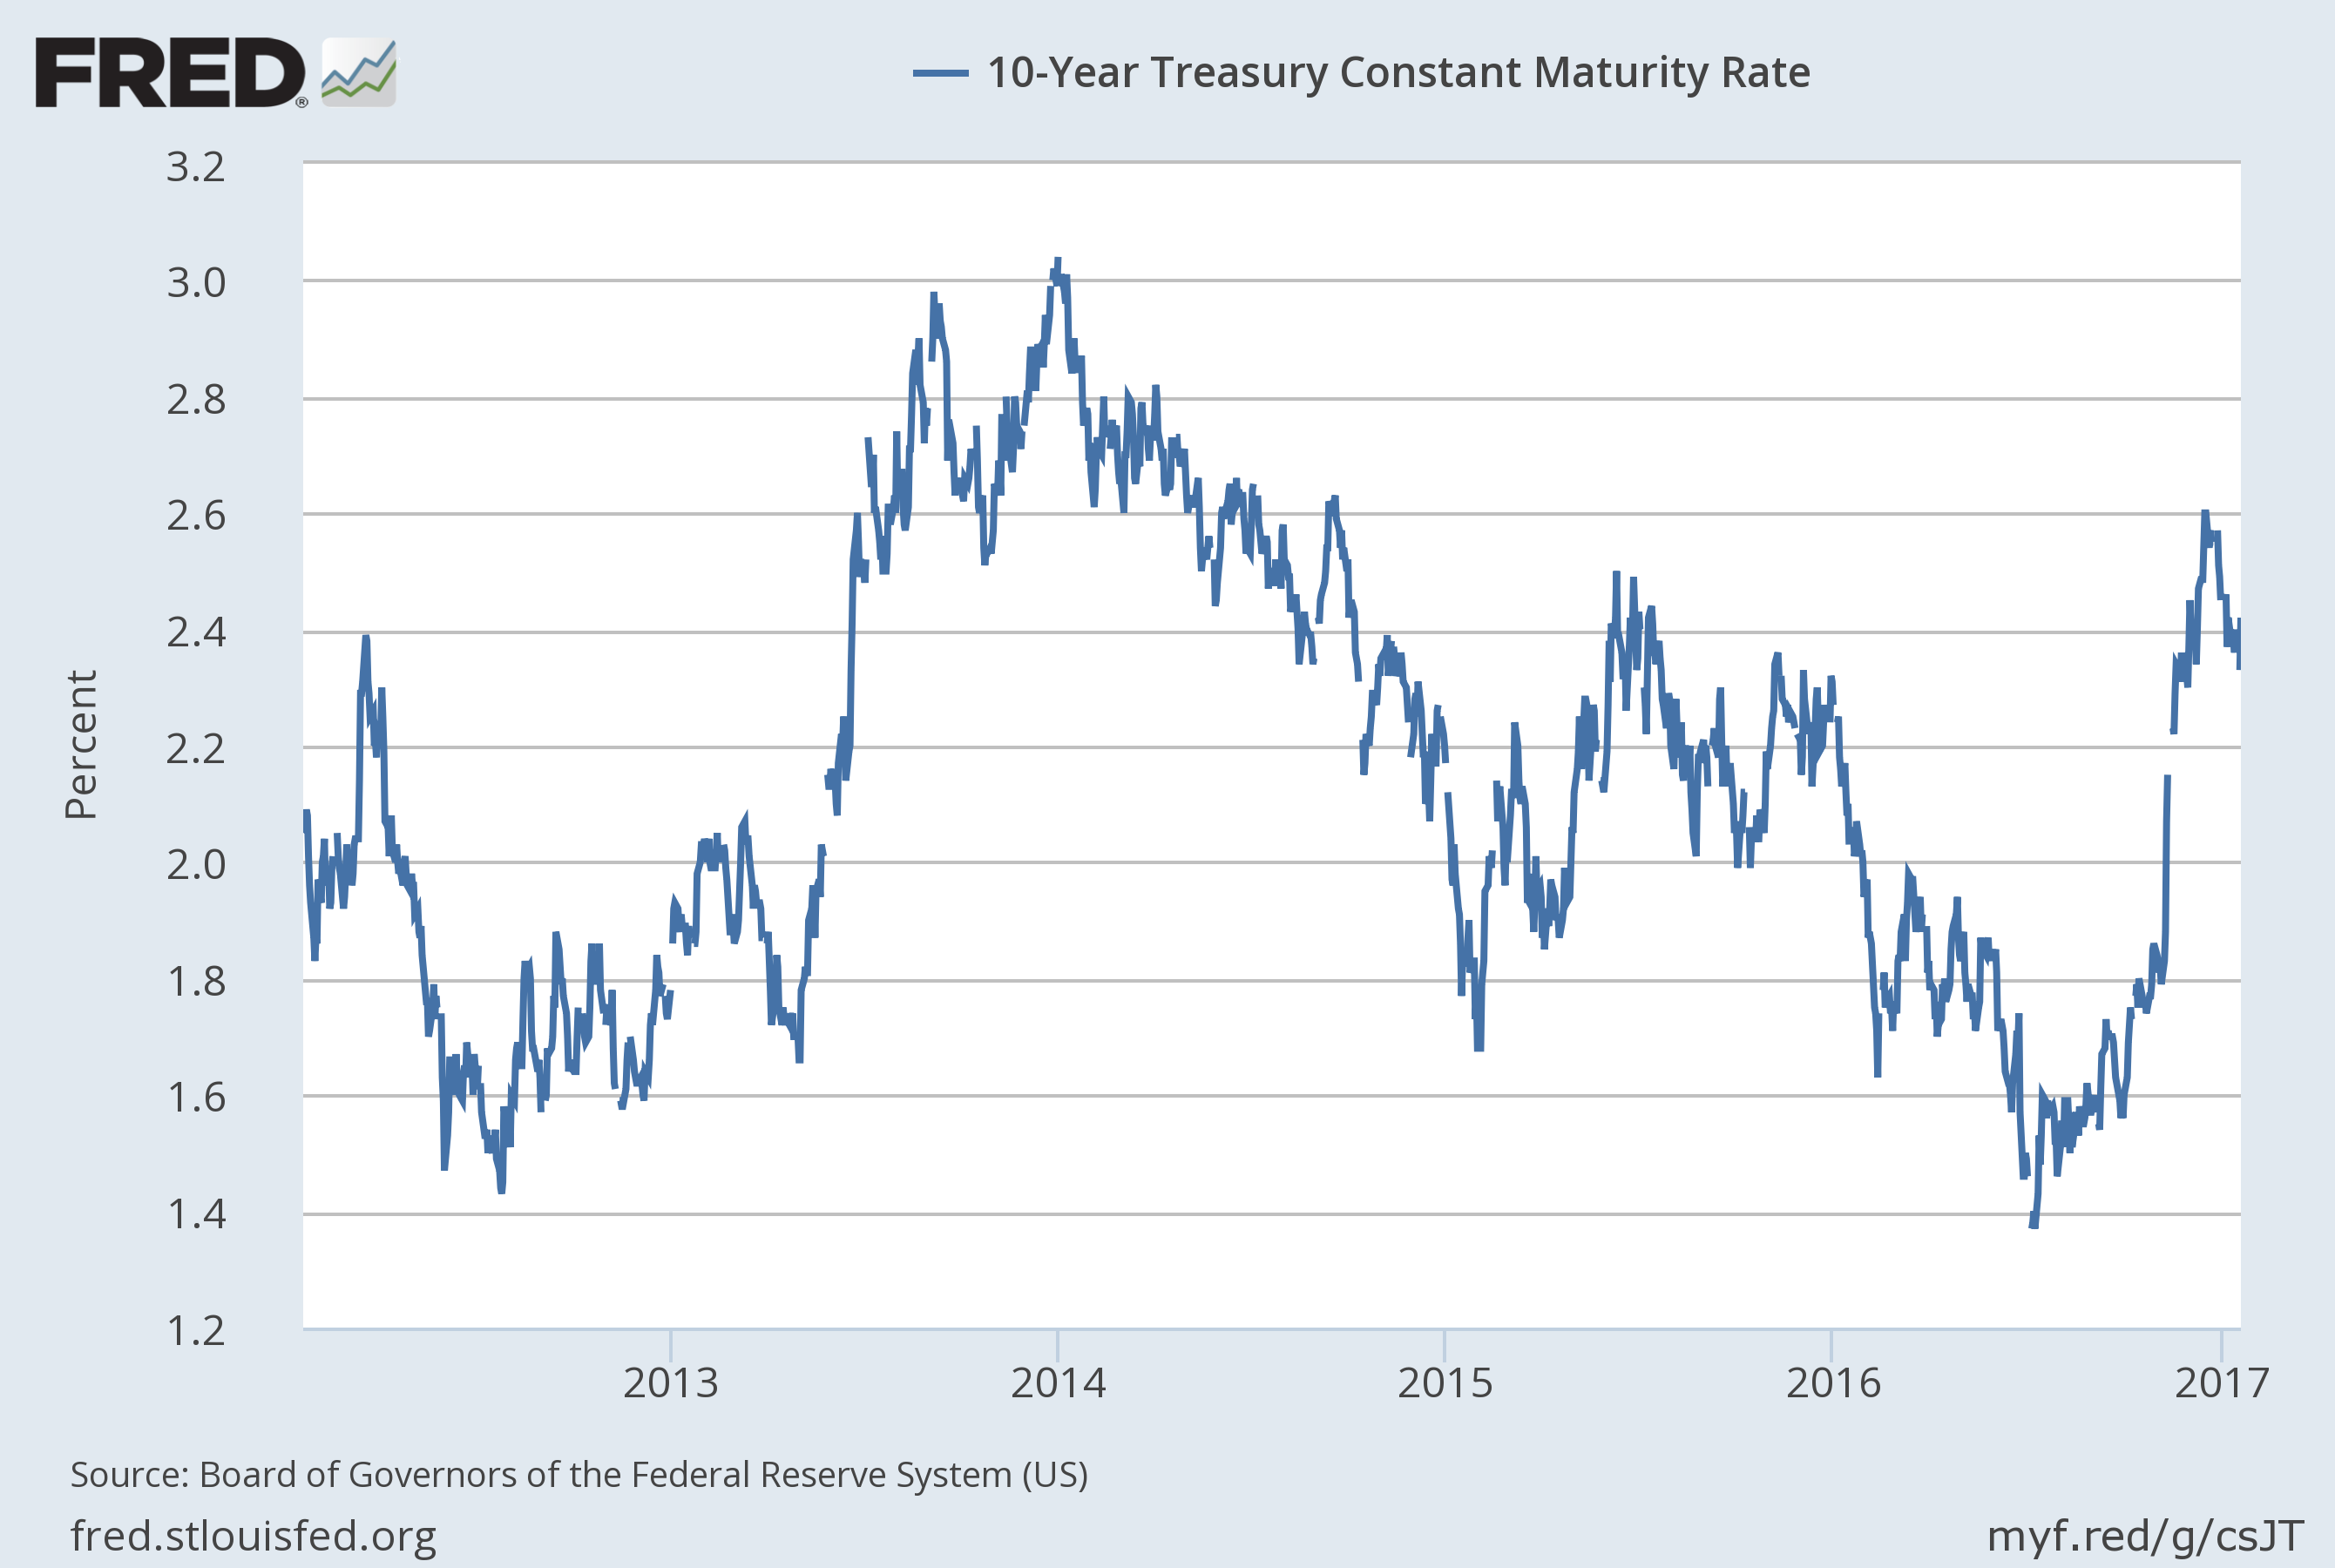 FRED®
10-Year Treasury Constant Maturity Rate
3.2
3.0
2.8
2.6
2.4
2.2
2.0
1.8
1.6
1.4
1.2
Percent
2013 2014 2015 2016 2017
Source: Board of Governors of the Federal Reserve System (US)
fred.stlouisfed.org
myf.red/g/csJT